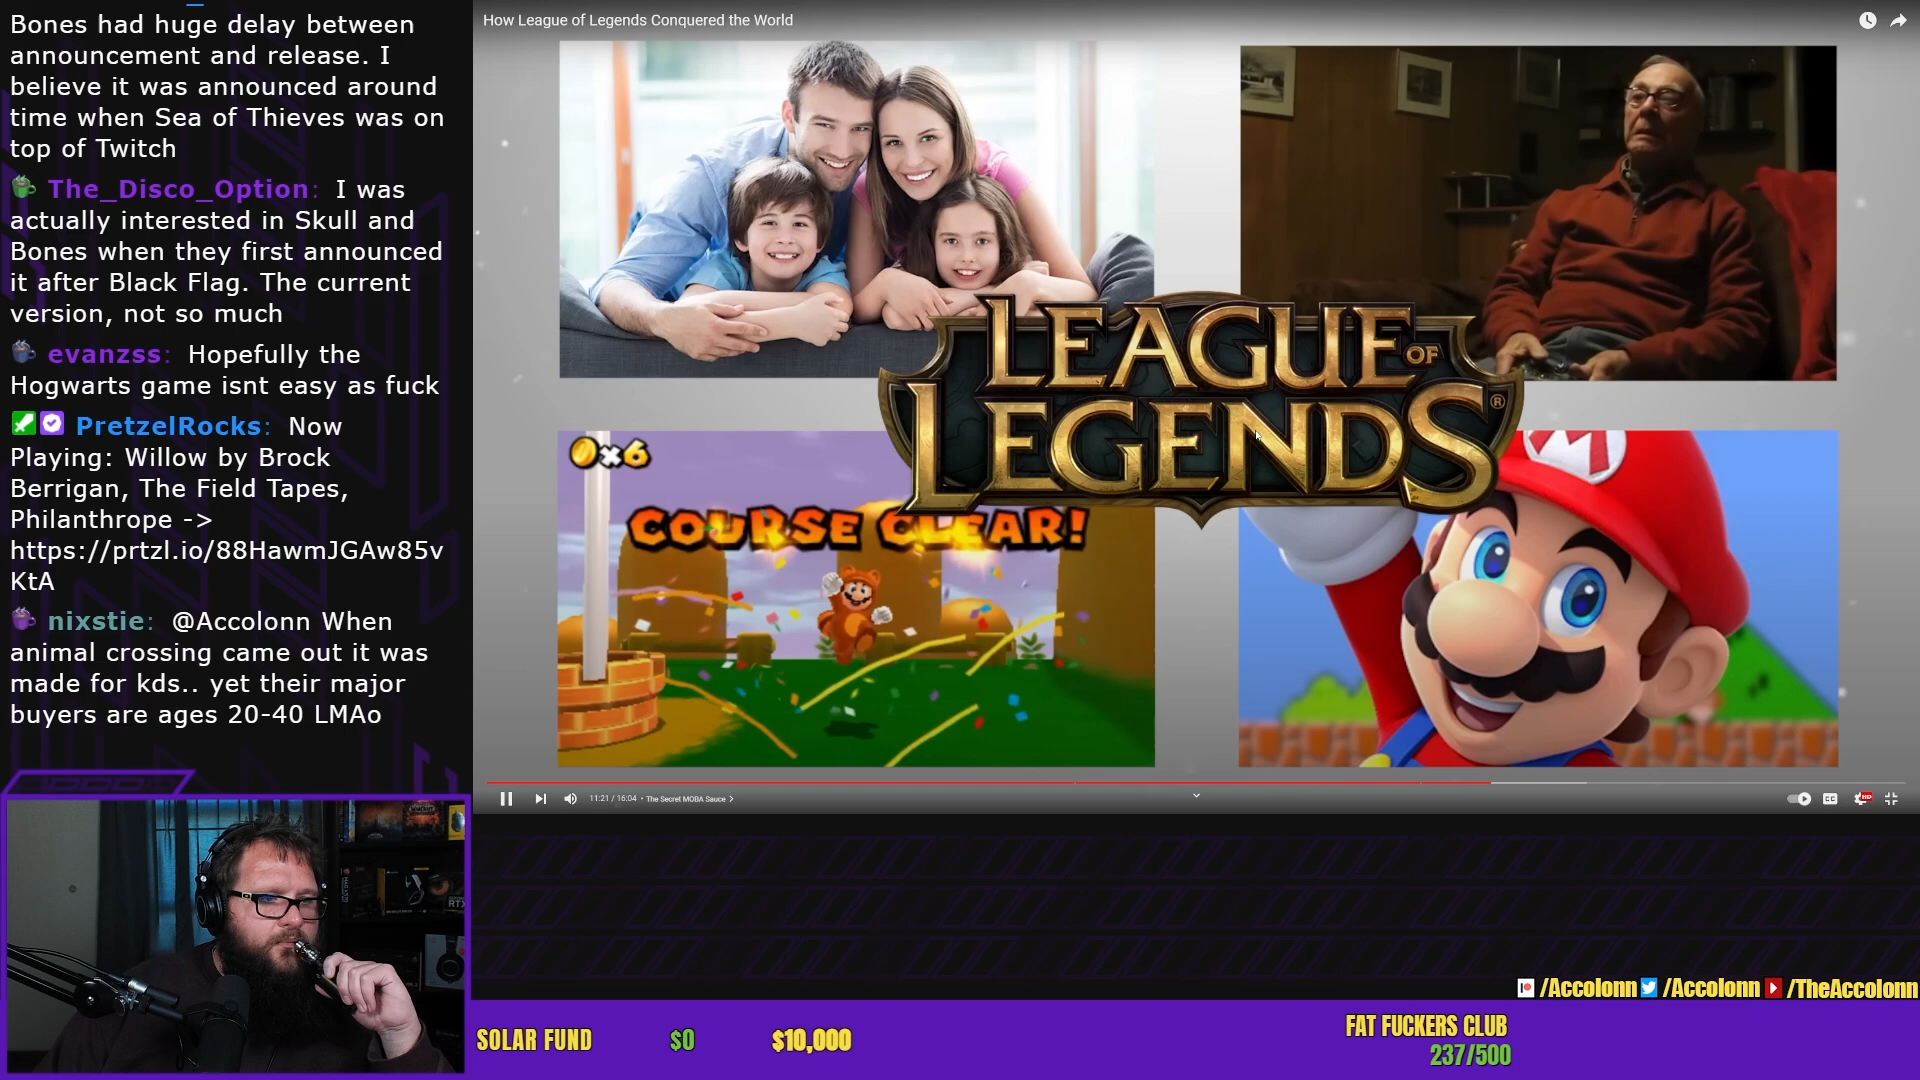 Bones had huge delay between
announcement and release. I
believe it was announced around
time when Sea of Thieves was on
top of Twitch
The_Disco_Option: I was
actually interested in Skull and
Bones when they first announced
it after Black Flag. The current
version, not so much
evanzss: Hopefully the
Hogwarts game isnt easy as fuck
PretzelRocks: Now
Playing: Willow by Brock
Berrigan, The Field Tapes,
Philanthrope ->
https://prtzl.io/88HawmJGAw85v
KtA
nixstie: @Accolonn When
animal crossing came out it was
made for kds.. yet their major
buyers are ages 20-40 LMAo
How League of Legends Conquered the World
LEAGUE OF
LEGENDS®
x6
COURSE CLEAR!
M
11:21 / 16:04 • The Secret MOBA Sauce >
CC
HD
RTX
/Accolonn /Accolonn /TheAccolonn
SOLAR FUND $0 $10,000
FAT FUCKERS CLUB
237/500